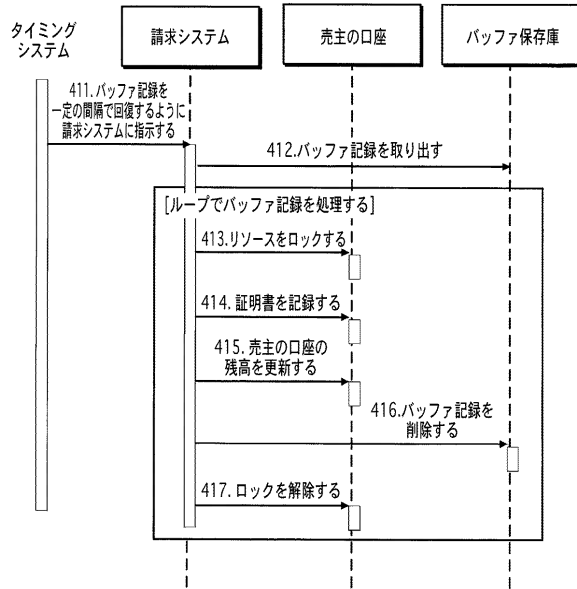 タイミング
システム
請求システム
売主の口座
バッファ保存庫
411.バッファ記録を
一定の間隔で回復するように
請求システムに指示する
412.バッファ記録を取り出す
[ループでバッファ記録を処理する]
413.リソースをロックする
414.証明書を記録する
415.売主の口座の
残高を更新する
416.バッファ記録を
削除する
417.ロックを解除する